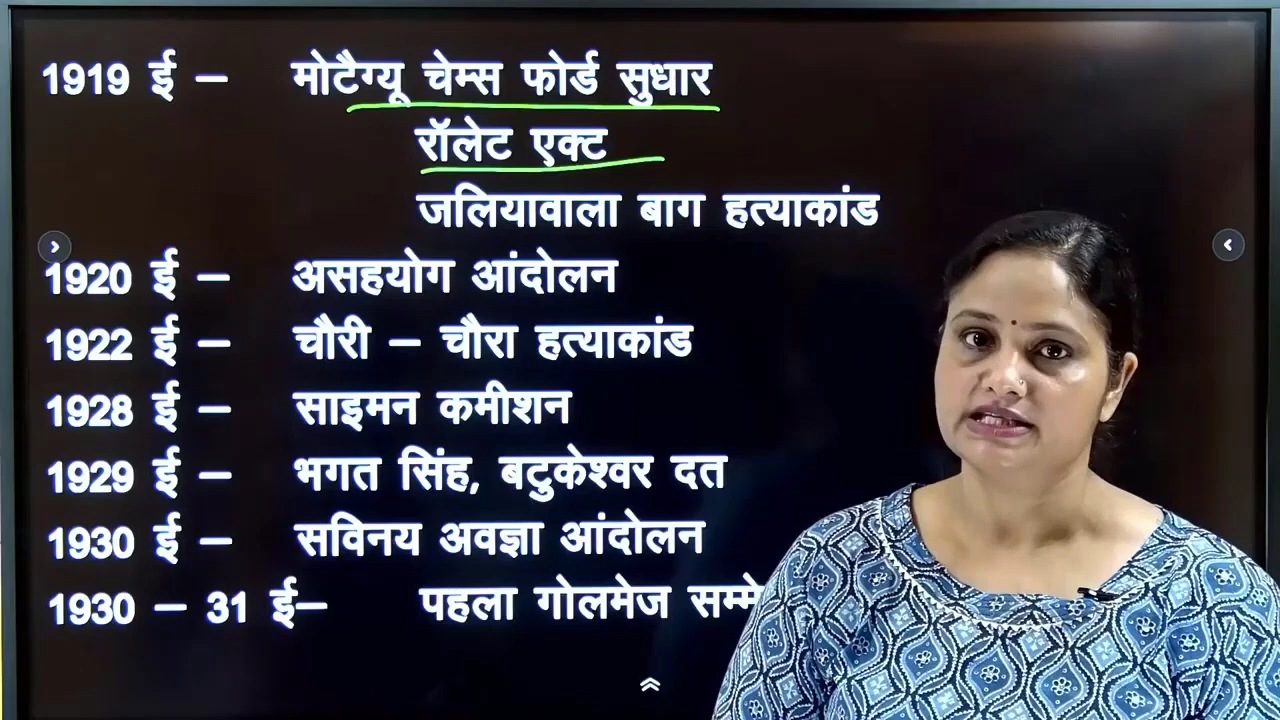 1919 ई – मोटैग्यू चेम्स फोर्ड सुधार
रॉलेट एक्ट
जलियावाला बाग हत्याकांड
1920 ई – असहयोग आंदोलन
1922 ई – चौरी – चौरा हत्याकांड
1928 ई – साइमन कमीशन
1929 ई – भगत सिंह, बटुकेश्वर दत
1930 ई – सविनय अवज्ञा आंदोलन
1930 – 31 ई– पहला गोलमेज